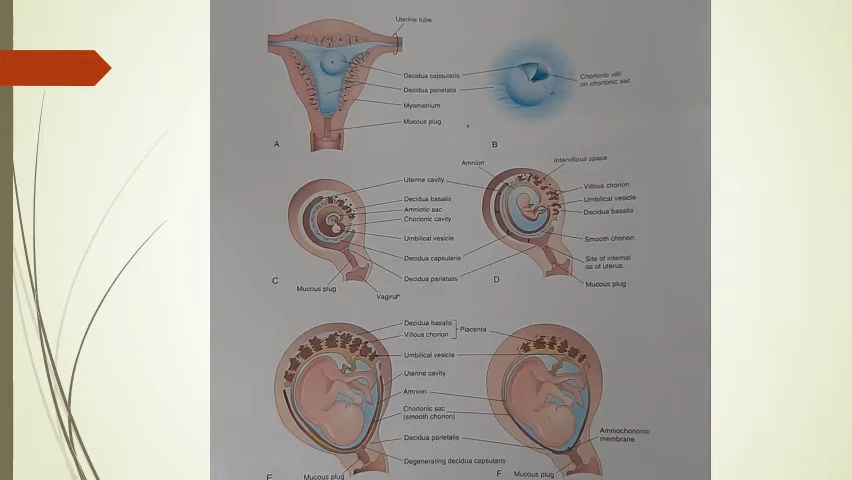 Uterine tube
Decidua capsularis
Decidua parietalis
Myometrium
Mucous plug
Chorionic villi
on chorionic sac
A
B
Amnion
Intervillous space
Uterine cavity
Decidua basalis
Amniotic sac
Chorionic cavity
Umbilical vesicle
Decidua capsularis
Decidua parietalis
Villous chorion
Umbilical vesicle
Decidua basalis
Smooth chorion
Site of internal
os of uterus
Mucous plug
C
D
Mucous plug
Vagina
Decidua basalis
Villous chorion
Placenta
Umbilical vesicle
Uterine cavity
Amnion
Chorionic sac
(smooth chorion)
Decidua parietalis
Degenerating decidua capsularis
Amniochorionic
membrane
E
Mucous plug
F
Mucous plug